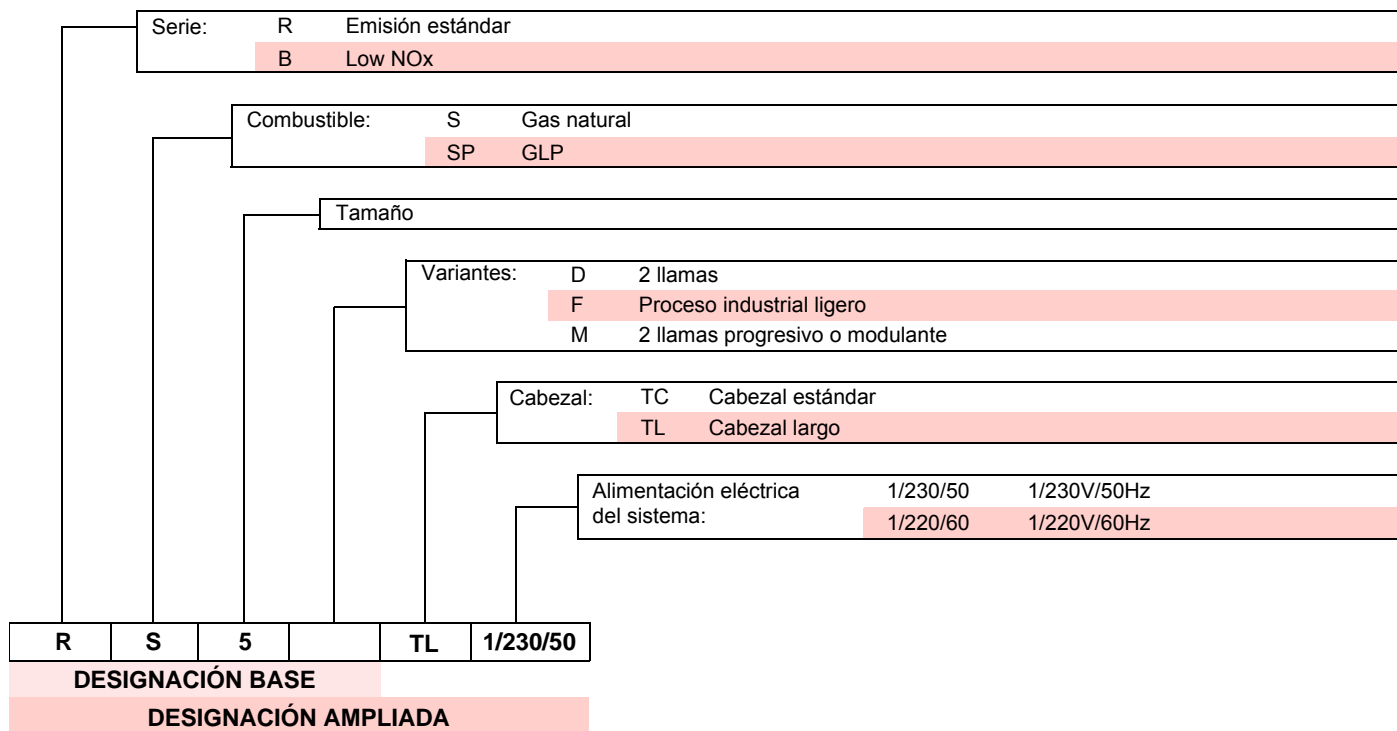 Serie: R Emisión estándar
B Low NOx
Combustible: S Gas natural
SP GLP
Tamaño
Variantes: D 2 llamas
F Proceso industrial ligero
M 2 llamas progresivo o modulante
Cabezal: TC Cabezal estándar
TL Cabezal largo
Alimentación eléctrica 1/230/50 1/230V/50Hz
del sistema: 1/220/60 1/220V/60Hz
R S 5 TL 1/230/50
DESIGNACIÓN BASE
DESIGNACIÓN AMPLIADA